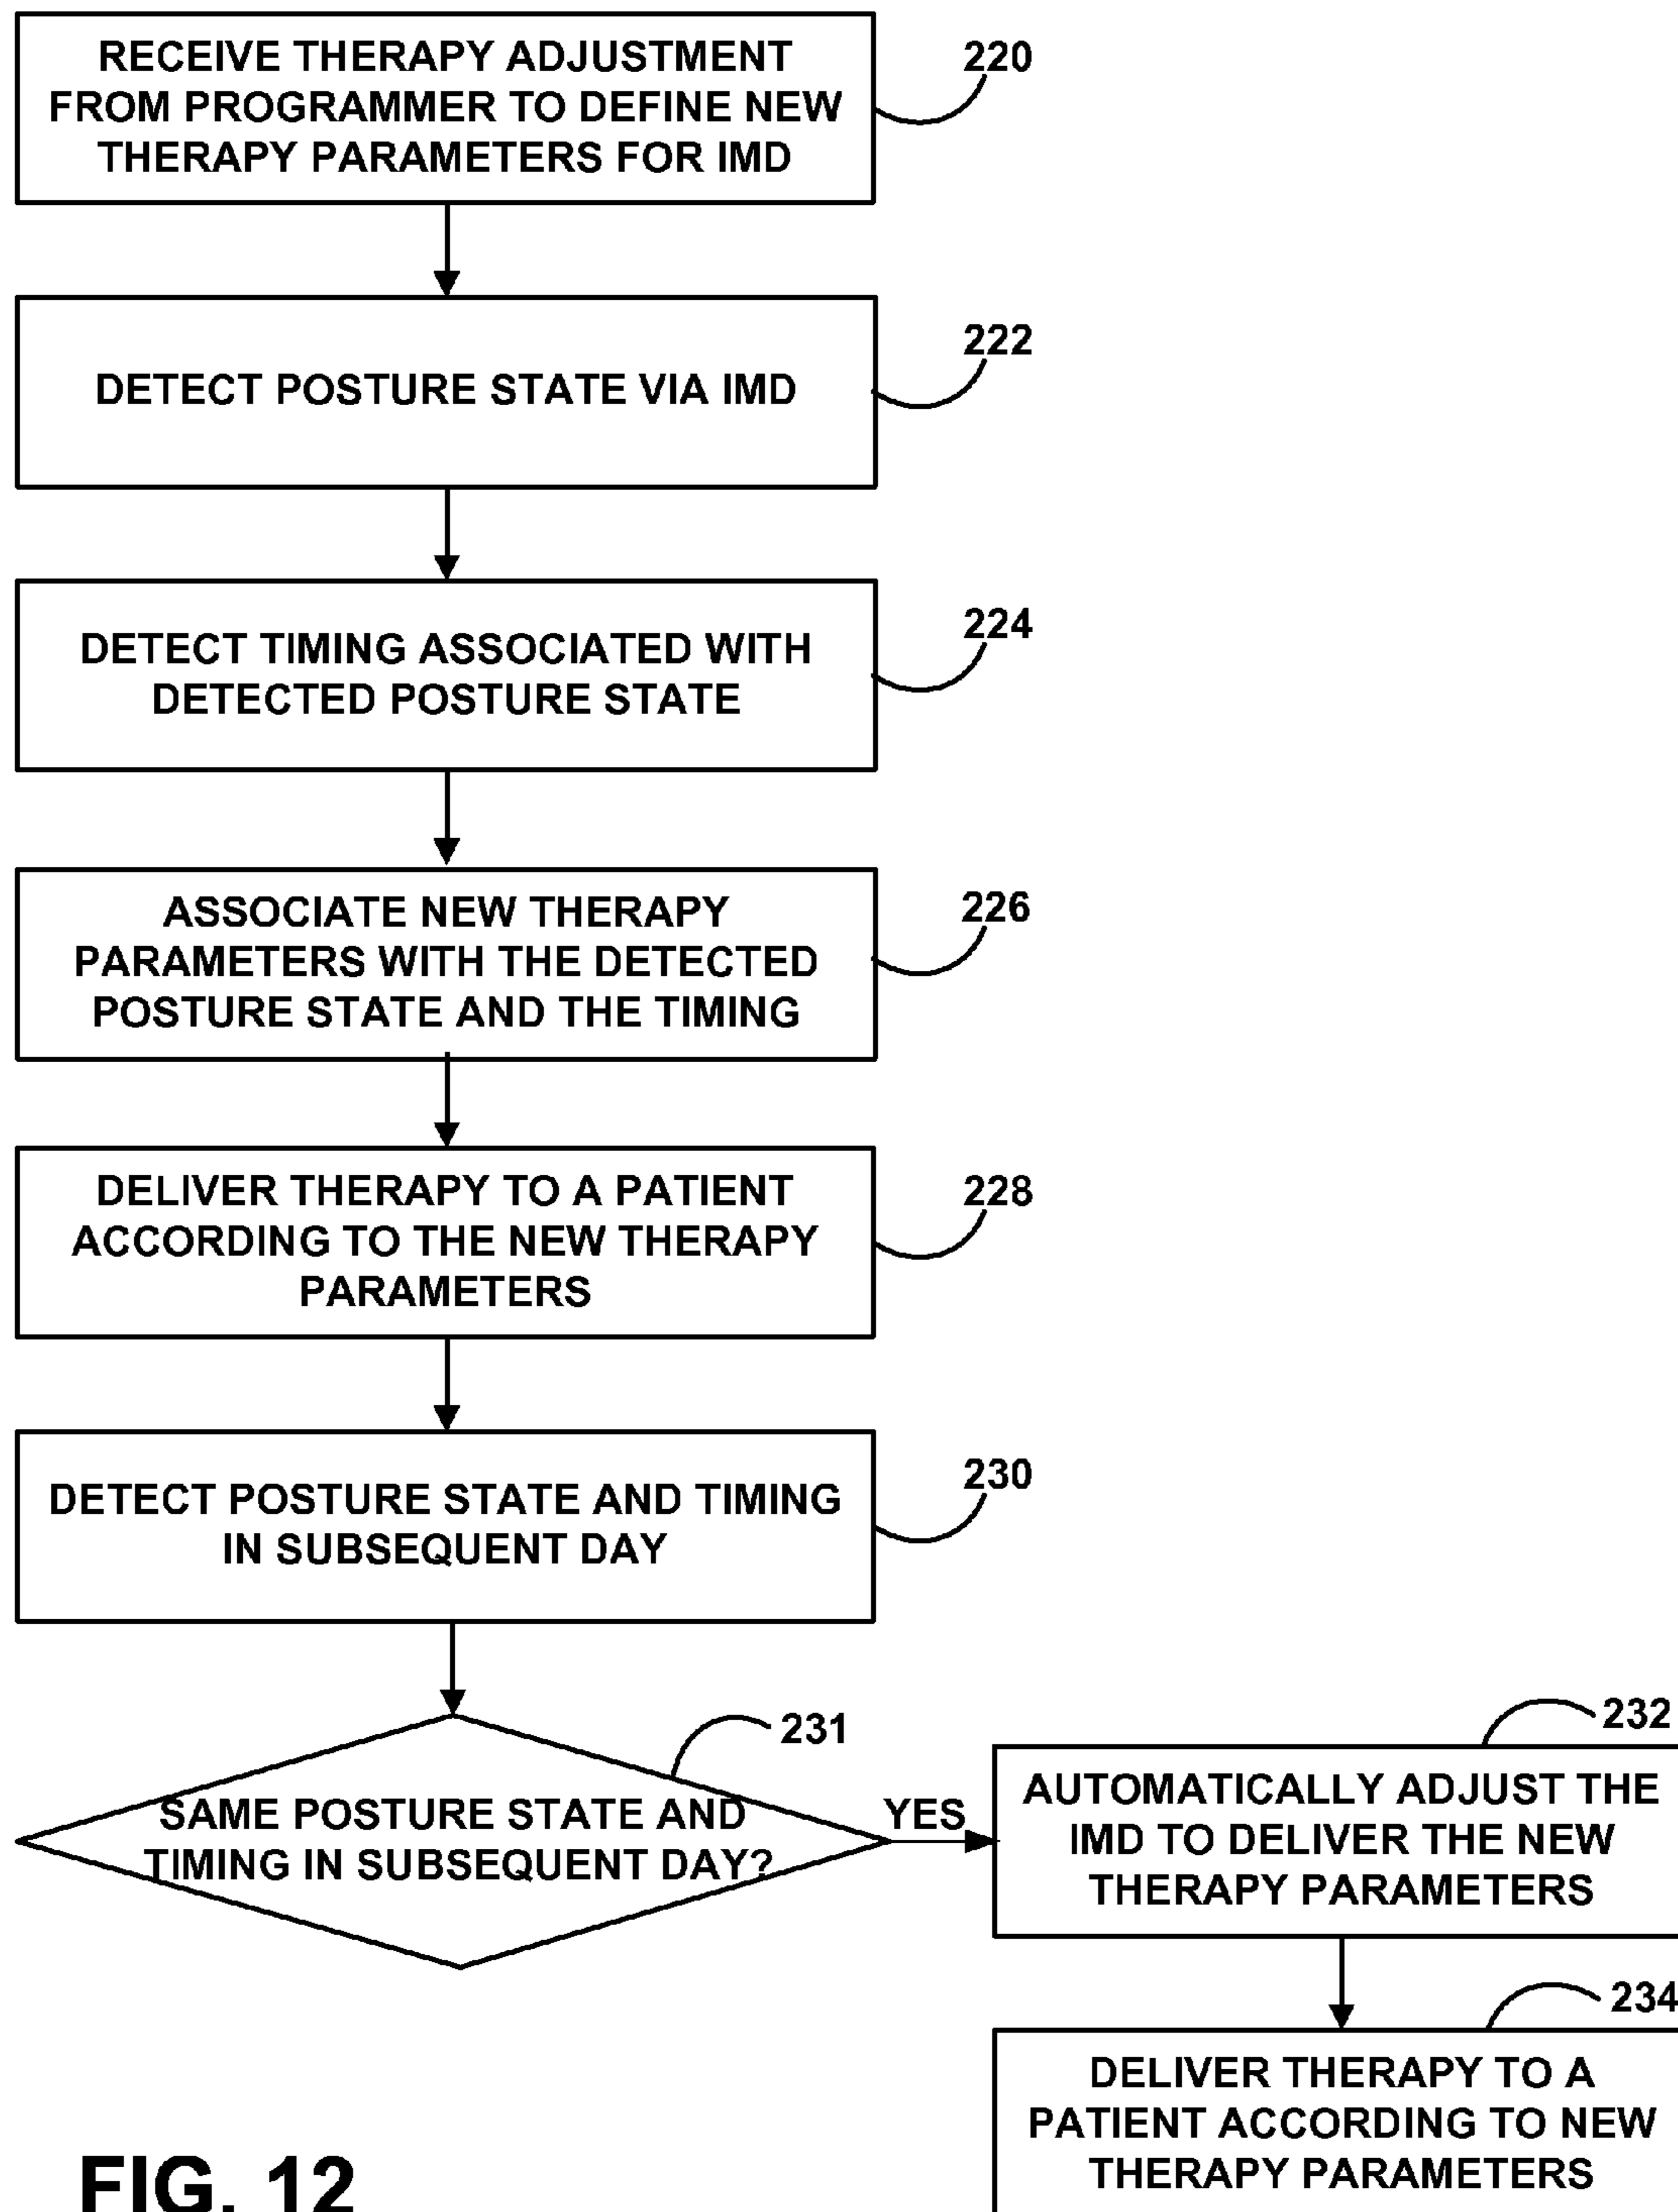 RECEIVE THERAPY ADJUSTMENT
FROM PROGRAMMER TO DEFINE NEW
THERAPY PARAMETERS FOR IMD
220
DETECT POSTURE STATE VIA IMD
222
DETECT TIMING ASSOCIATED WITH
DETECTED POSTURE STATE
224
ASSOCIATE NEW THERAPY
PARAMETERS WITH THE DETECTED
POSTURE STATE AND THE TIMING
226
DELIVER THERAPY TO A PATIENT
ACCORDING TO THE NEW THERAPY
PARAMETERS
228
DETECT POSTURE STATE AND TIMING
IN SUBSEQUENT DAY
230
SAME POSTURE STATE AND
TIMING IN SUBSEQUENT DAY?
231
YES
AUTOMATICALLY ADJUST THE
IMD TO DELIVER THE NEW
THERAPY PARAMETERS
232
DELIVER THERAPY TO A
PATIENT ACCORDING TO NEW
THERAPY PARAMETERS
234
FIG. 12